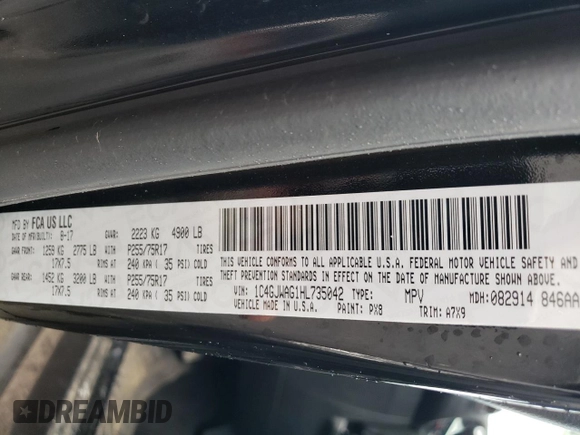 MFD BY FCA US LLC
DATE OF MFR/BUILT: 8-17 GVWR: 2223 KG 4900 LB
GAWR FRONT: 1259 KG 2775 LB P255/75R17 TIRES
17X7.5 RIMS AT 240 KPA ( 35 PSI) COLD
GAWR REAR: 1452 KG 3200 LB P255/75R17 TIRES
17X7.5 RIMS AT 240 KPA ( 35 PSI) COLD
THIS VEHICLE CONFORMS TO ALL APPLICABLE U.S.A. FEDERAL MOTOR VEHICLE SAFETY AND
THEFT PREVENTION STANDARDS IN EFFECT ON THE DATE OF MANUFACTURE SHOWN ABOVE.
VIN: 1C4GJWAG1HL735042 TYPE: MPV MDH: 082914 846AA
VEHICLE MADE IN U.S.A. PAINT: PX8 TRIM: A7X9
DREAMBID